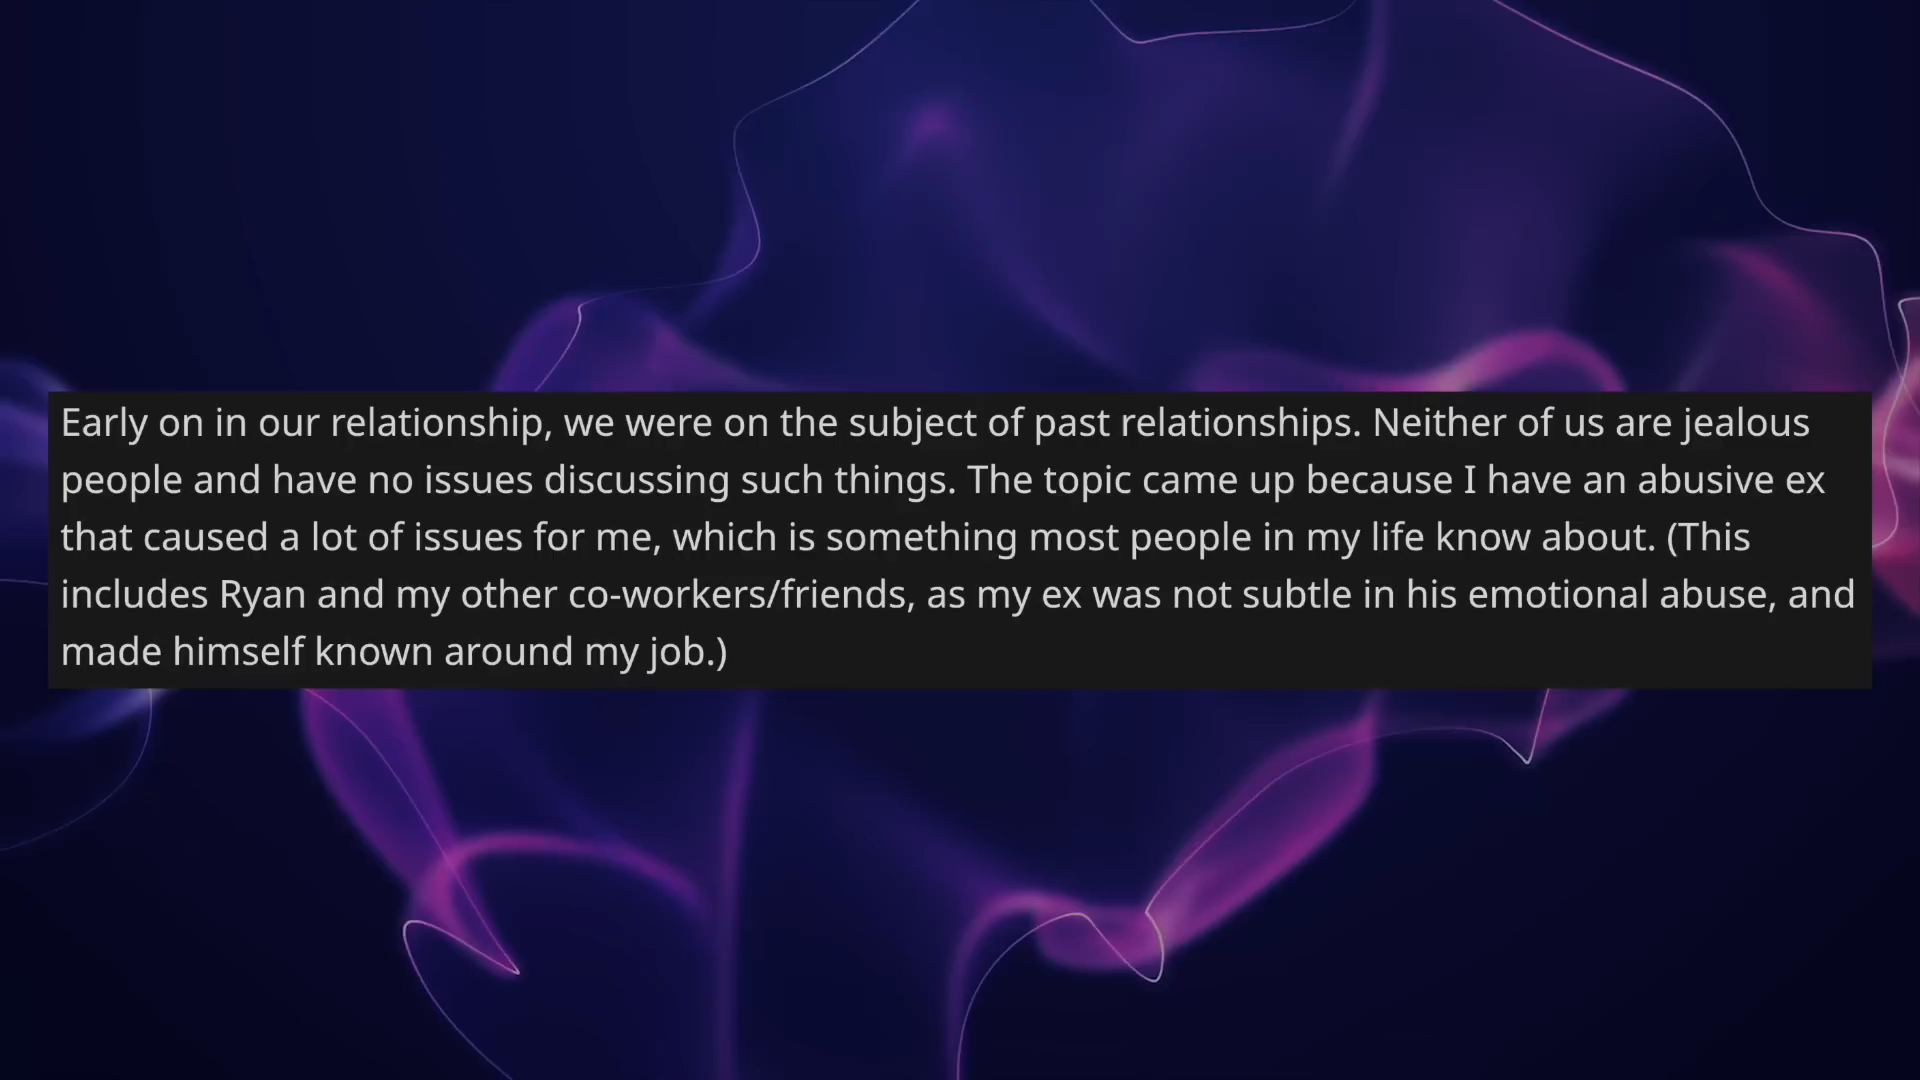 Early on in our relationship, we were on the subject of past relationships. Neither of us are jealous
people and have no issues discussing such things. The topic came up because I have an abusive ex
that caused a lot of issues for me, which is something most people in my life know about. (This
includes Ryan and my other co-workers/friends, as my ex was not subtle in his emotional abuse, and
made himself known around my job.)